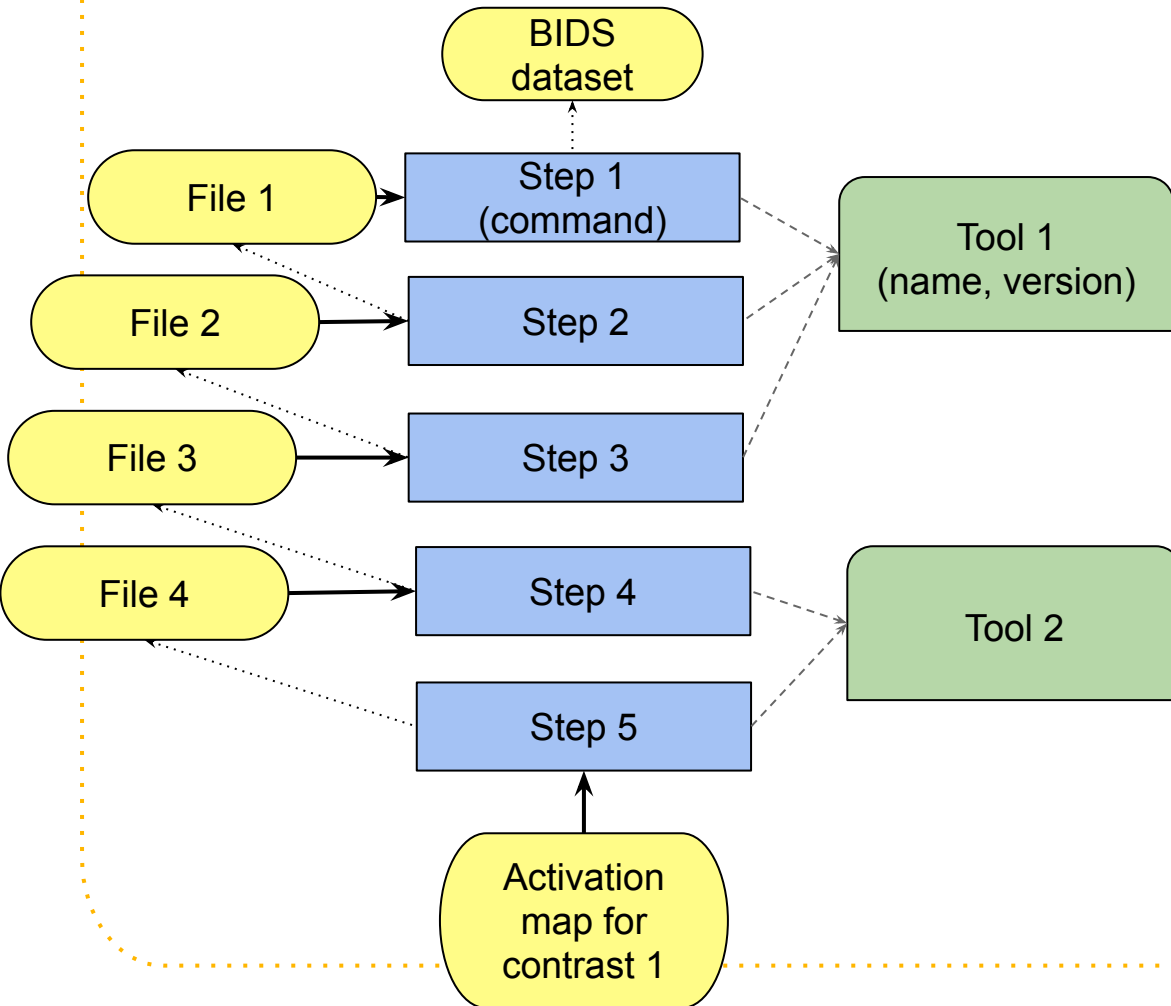 BIDS
dataset
File 1
Step 1
(command)
Tool 1
(name, version)
File 2
Step 2
File 3
Step 3
File 4
Step 4
Tool 2
Step 5
Activation
map for
contrast 1